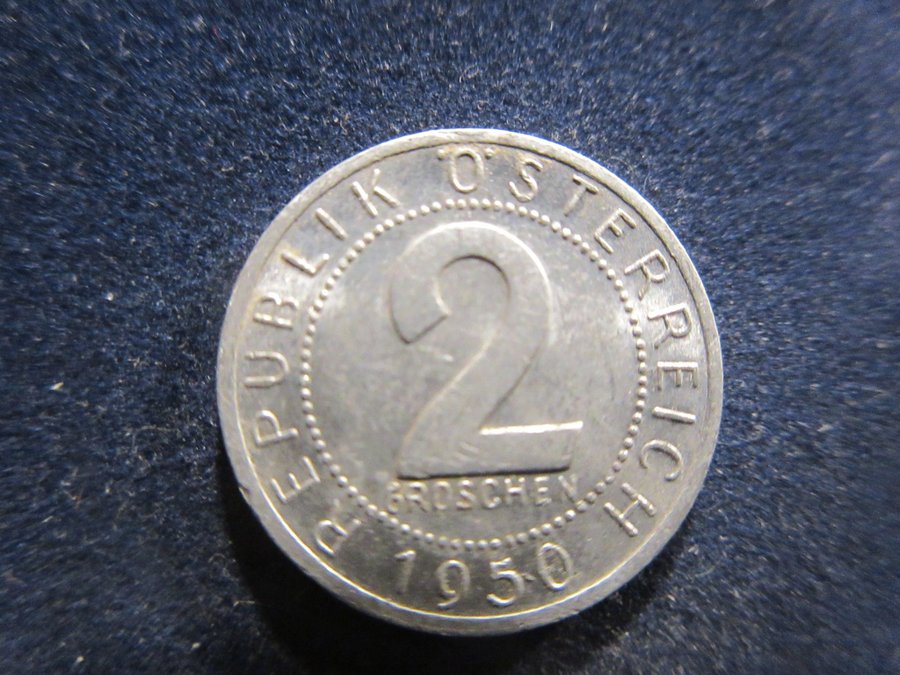 REPUBLIK ÖSTERREICH
2
GROSCHEN
1950